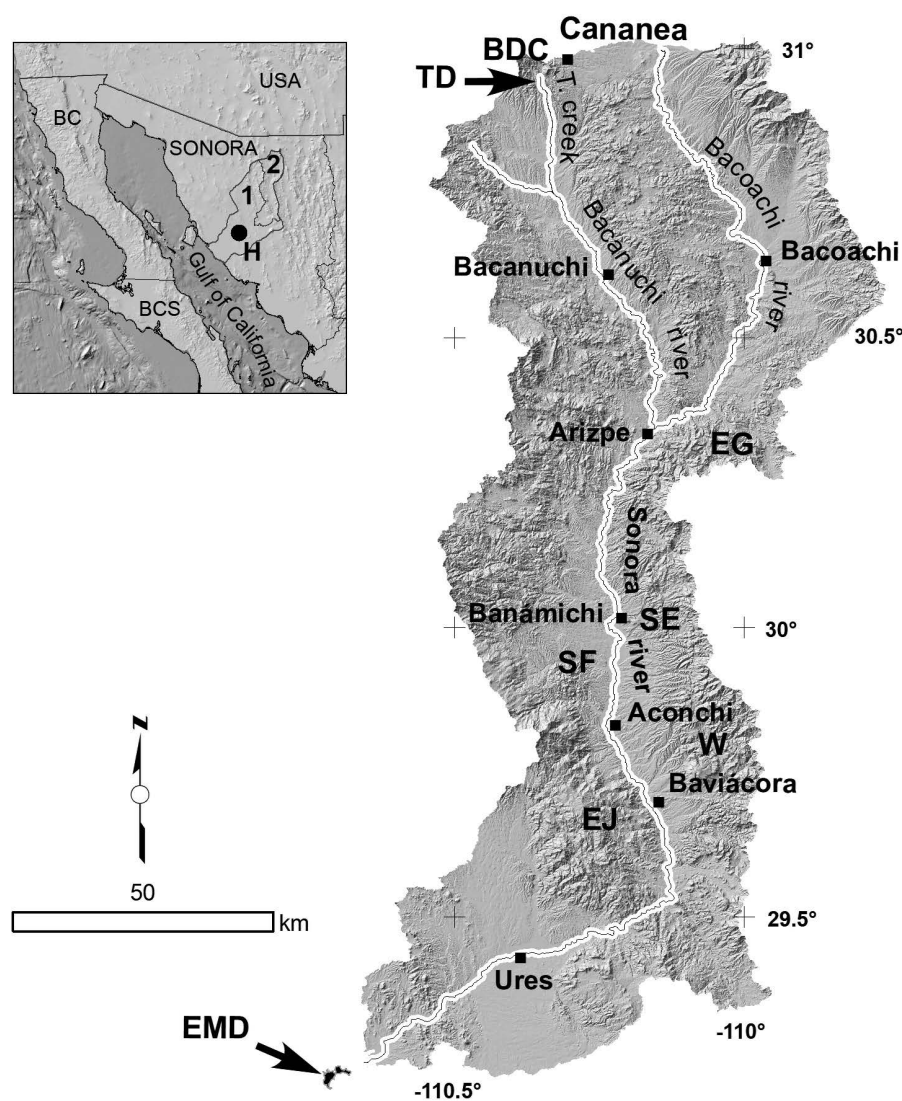 USA
BC
SONORA
2
1
H
Gulf of California
BCS
Cananea
BDC
TD
T. creek
31°
Bacoachi
river
Bacanuchi
river
Bacanuchi
Bacoachi
30.5°
Arizpe
EG
Sonora
river
Banámichi
SE
30°
SF
Aconchi
W
Baviácora
EJ
z
50
km
29.5°
Ures
-110°
EMD
-110.5°